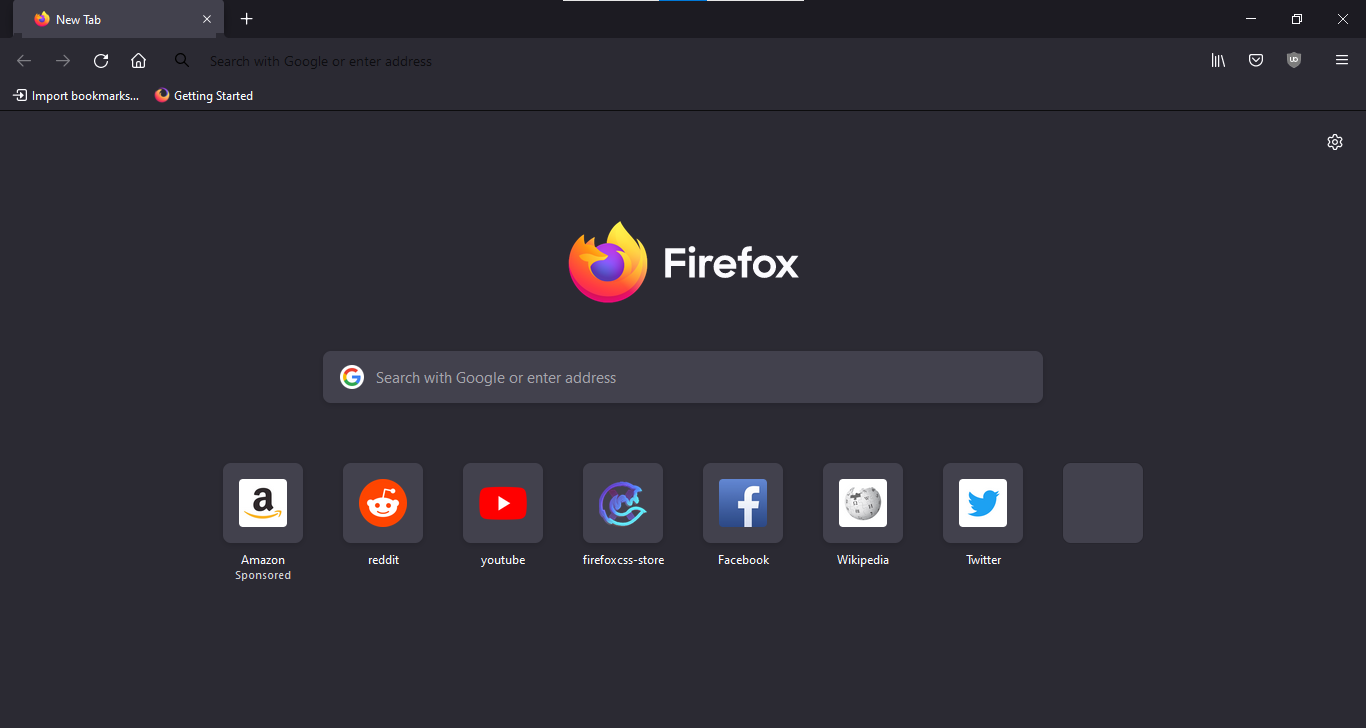 New Tab
Search with Google or enter address
Import bookmarks...
Getting Started
Firefox
Search with Google or enter address
a
Amazon
Sponsored
reddit
youtube
firefoxcss-store
Facebook
Wikipedia
Twitter